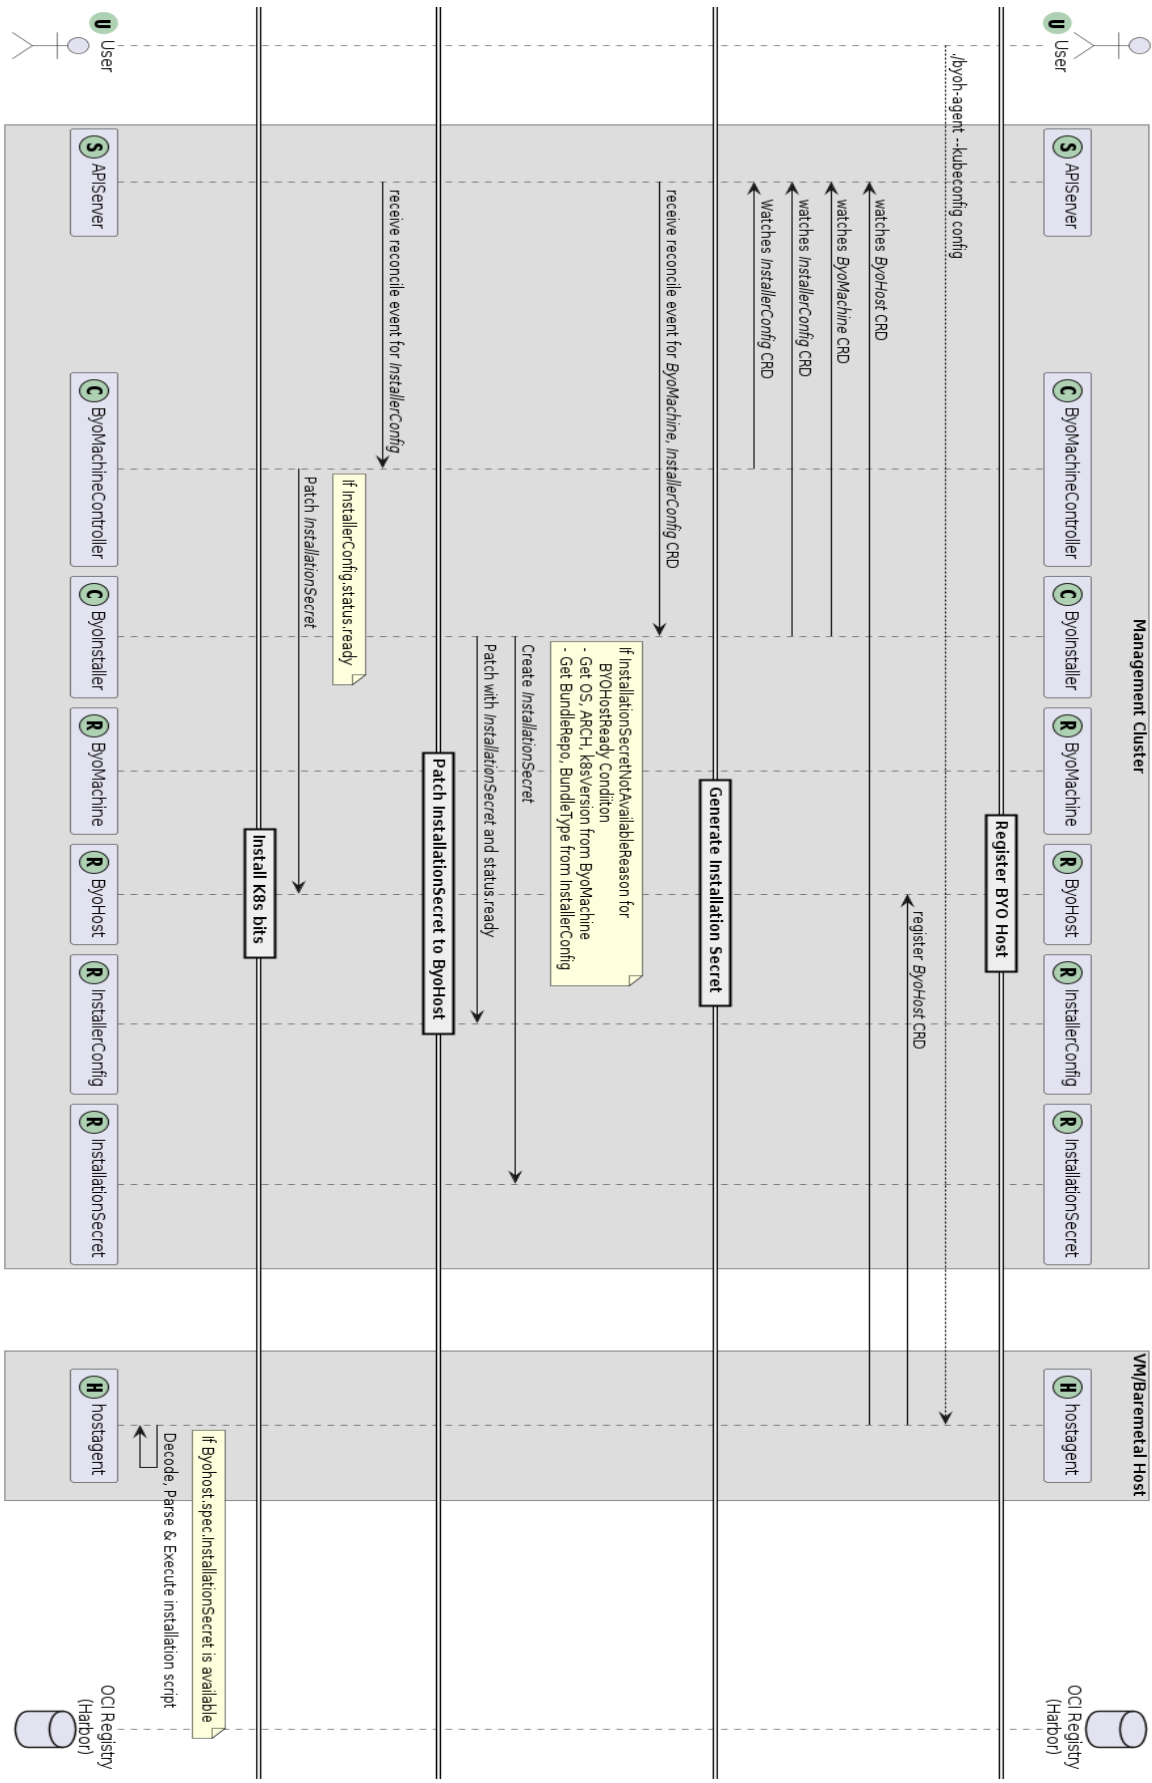 Management Cluster
VM/Baremetal Host
U User
S APIServer
C ByoMachineController
C ByoInstaller
R ByoMachine
R ByoHost
R InstallerConfig
R InstallationSecret
H hostagent
OCI Registry
(Harbor)
Register BYO Host
./byoh-agent --kubeconfig config
register ByoHost CRD
watches ByoHost CRD
watches ByoMachine CRD
watches InstallerConfig CRD
Watches InstallerConfig CRD
Generate Installation Secret
receive reconcile event for ByoMachine, InstallerConfig CRD
If InstallationSecretNotAvailableReason for
BYOHostReady Condiiton
- Get OS, ARCH, k8sVersion from ByoMachine
- Get BundleRepo, BundleType from InstallerConfig
Create InstallationSecret
Patch with InstallationSecret and status.ready
Patch InstallationSecret to ByoHost
receive reconcile event for InstallerConfig
If InstallerConfig.status.ready
Patch InstallationSecret
Install K8s bits
If Byohost.spec.InstallationSecret is available
Decode, Parse & Execute installation script
U User
S APIServer
C ByoMachineController
C ByoInstaller
R ByoMachine
R ByoHost
R InstallerConfig
R InstallationSecret
H hostagent
OCI Registry
(Harbor)